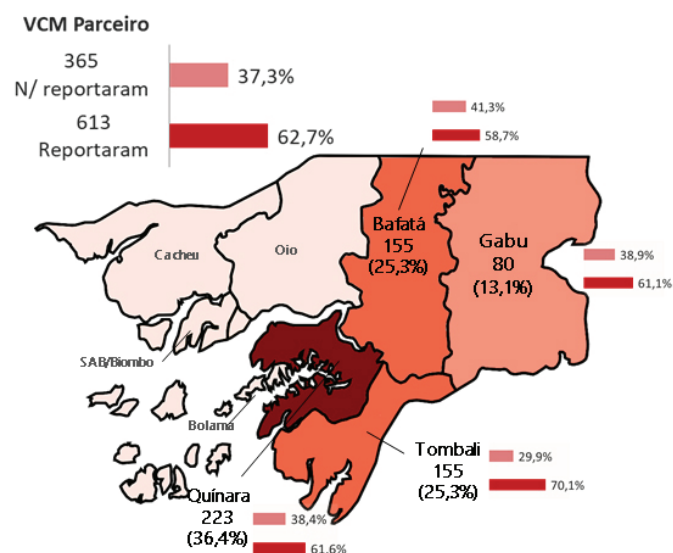 VCM Parceiro
365
N/ reportaram
37,3%
613
Reportaram
62,7%
41,3%
58,7%
Bafatá
155
(25,3%)
Gabu
80
(13,1%)
38,9%
61,1%
Cacheu
Oio
SAB/Biombo
Bolama
Tombali
155
(25,3%)
29,9%
70,1%
Quínara
223
(36,4%)
38,4%
61,6%